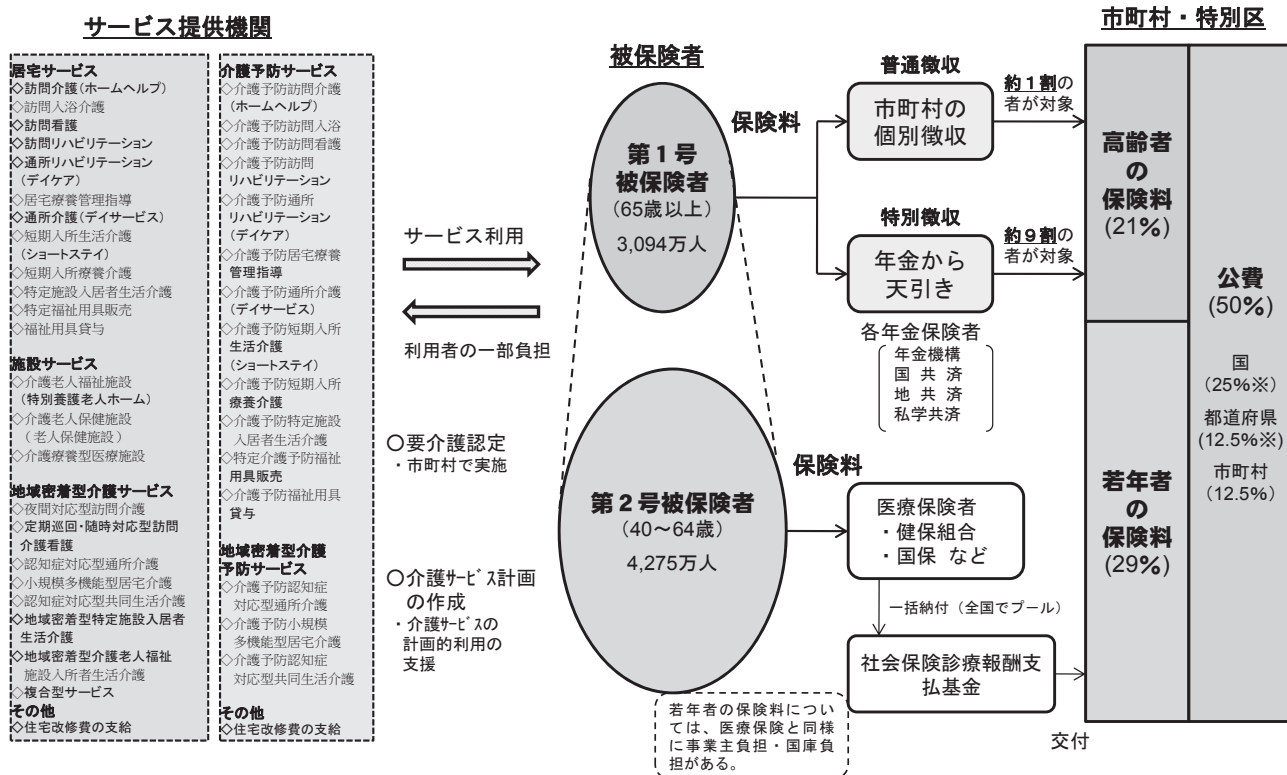 サービス提供機関
居宅サービス
◇訪問介護(ホームヘルプ)
◇訪問入浴介護
◇訪問看護
◇訪問リハビリテーション
◇通所リハビリテーション
(デイケア)
◇居宅療養管理指導
◇通所介護(デイサービス)
◇短期入所生活介護
(ショートステイ)
◇短期入所療養介護
◇特定施設入居者生活介護
◇特定福祉用具販売
◇福祉用具貸与
施設サービス
◇介護老人福祉施設
(特別養護老人ホーム)
◇介護老人保健施設
(老人保健施設)
◇介護療養型医療施設
地域密着型介護サービス
◇夜間対応型訪問介護
◇定期巡回・随時対応型訪問
介護看護
◇認知症対応型通所介護
◇小規模多機能型居宅介護
◇認知症対応型共同生活介護
◇地域密着型特定施設入居者
生活介護
◇地域密着型介護老人福祉
施設入所者生活介護
◇複合型サービス
その他
◇住宅改修費の支給
介護予防サービス
◇介護予防訪問介護
(ホームヘルプ)
◇介護予防訪問入浴
◇介護予防訪問看護
◇介護予防訪問
リハビリテーション
◇介護予防通所
リハビリテーション
(デイケア)
◇介護予防居宅療養
管理指導
◇介護予防通所介護
(デイサービス)
◇介護予防短期入所
生活介護
(ショートステイ)
◇介護予防短期入所
療養介護
◇介護予防特定施設
入居者生活介護
◇特定介護予防福祉
用具販売
◇介護予防福祉用具
貸与
地域密着型介護
予防サービス
◇介護予防認知症
対応型通所介護
◇介護予防小規模
多機能型居宅介護
◇介護予防認知症
対応型共同生活介護
その他
◇住宅改修費の支給
サービス利用
利用者の一部負担
○要介護認定
・市町村で実施
○介護サービス計画
の作成
・介護サービスの
計画的利用の
支援
被保険者
第1号
被保険者
(65歳以上)
3,094万人
第2号被保険者
(40~64歳)
4,275万人
保険料
普通徴収
市町村の
個別徴収
約1割の
者が対象
特別徴収
年金から
天引き
約9割の
者が対象
各年金保険者
年金機構
国共済
地共済
私学共済
保険料
医療保険者
・健保組合
・国保 など
一括納付(全国でプール)
社会保険診療報酬支
払基金
交付
若年者の保険料につい
ては、医療保険と同様
に事業主負担・国庫負
担がある。
市町村・特別区
高齢者
の
保険料
(21%)
若年者
の
保険料
(29%)
公費
(50%)
国
(25%※)
都道府県
(12.5%※)
市町村
(12.5%)